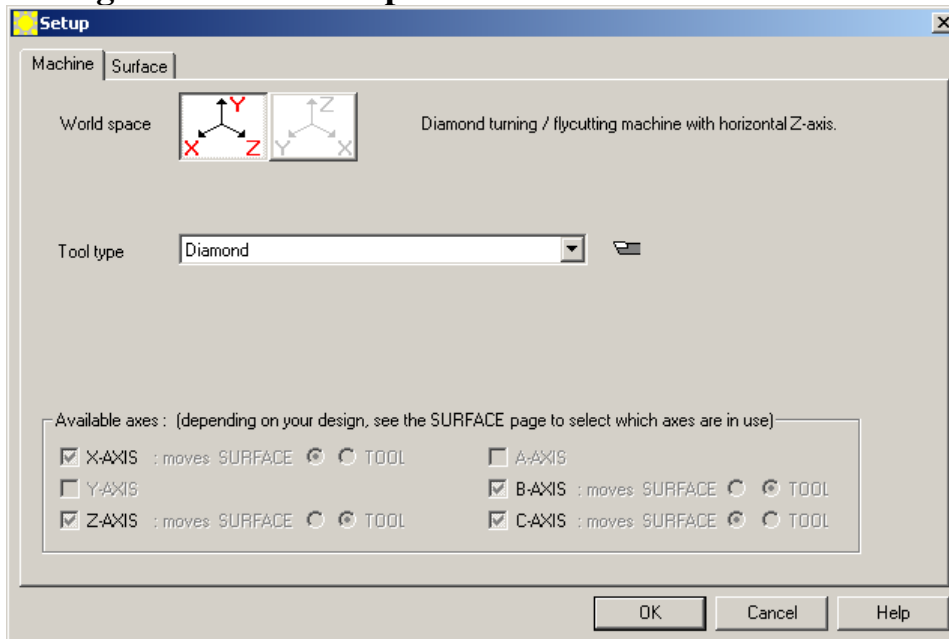 Setup
Machine Surface
World space Y X Z Z Y X Diamond turning / flycutting machine with horizontal Z-axis.
Tool type Diamond
Available axes : (depending on your design, see the SURFACE page to select which axes are in use)
X-AXIS : moves SURFACE TOOL A-AXIS
Y-AXIS B-AXIS : moves SURFACE TOOL
Z-AXIS : moves SURFACE TOOL C-AXIS : moves SURFACE TOOL
OK Cancel Help